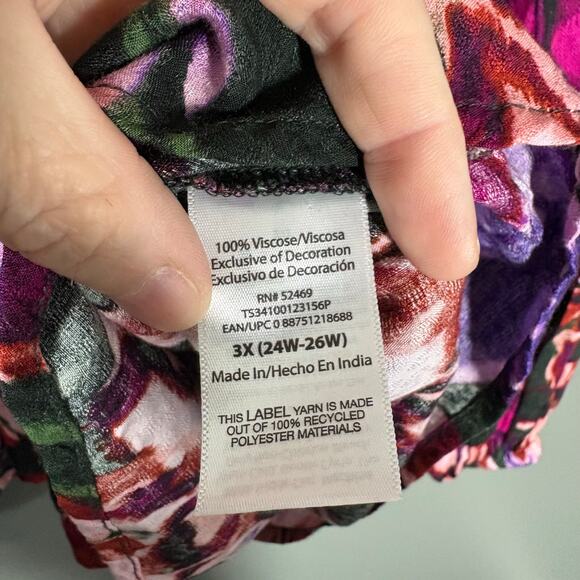 100% Viscose/Viscosa
Exclusive of Decoration
Exclusivo de Decoración
RN# 52469
TS34100123156P
EAN/UPC 0 88751218688
3X (24W-26W)
Made In/Hecho En India
THIS LABEL YARN IS MADE
OUT OF 100% RECYCLED
POLYESTER MATERIALS